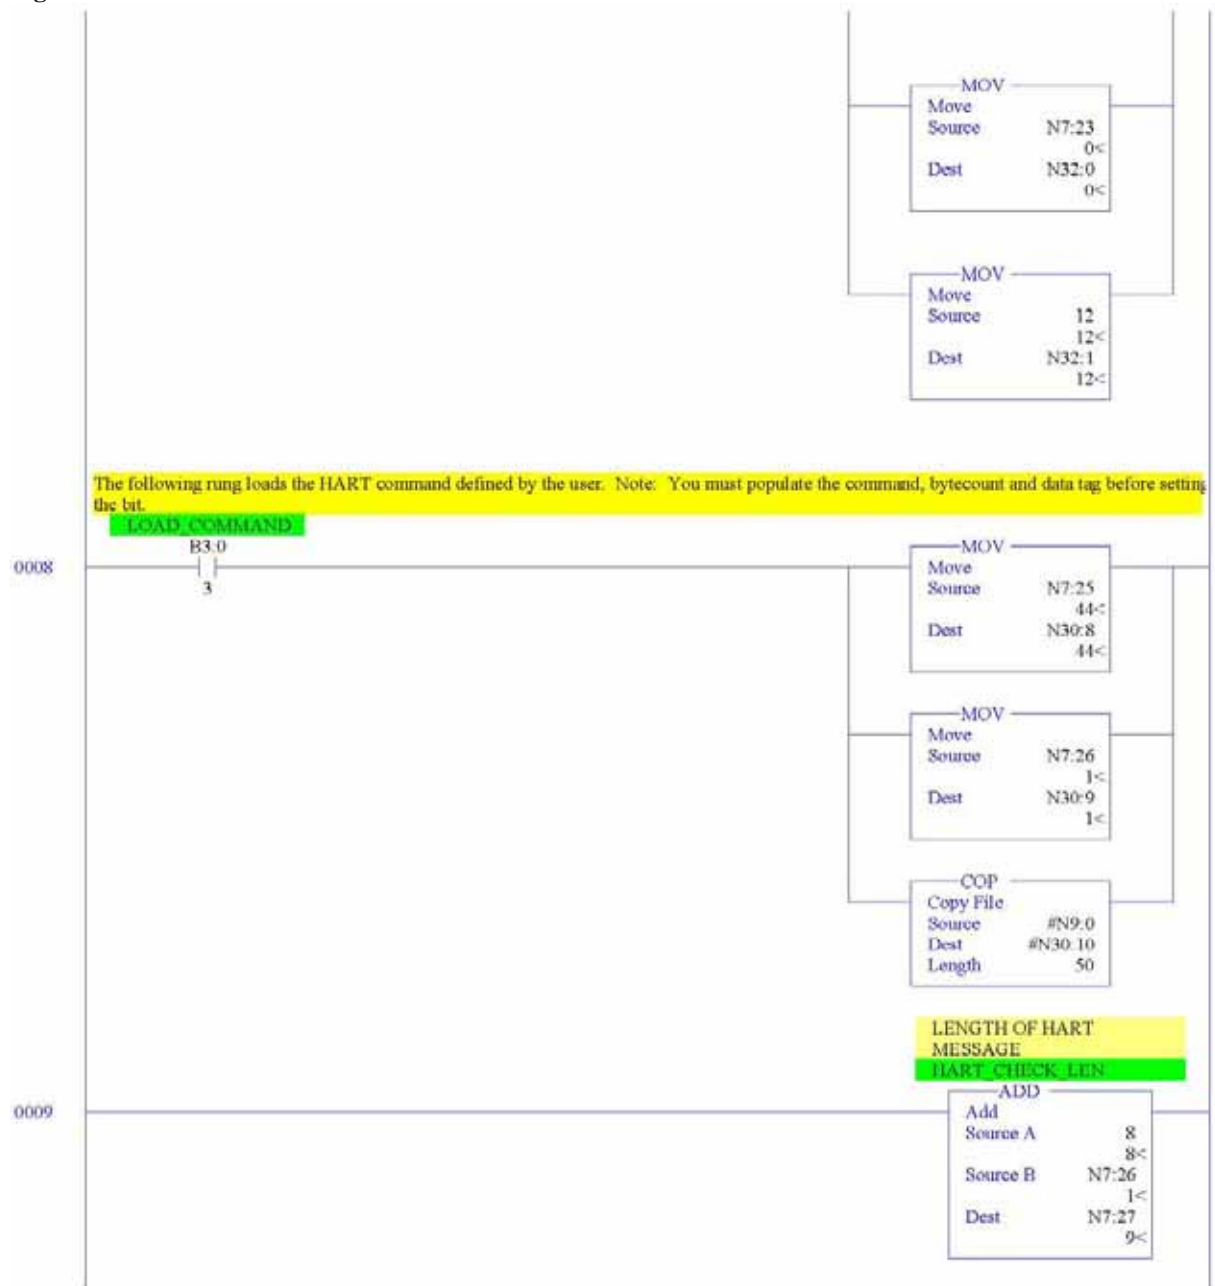 MOV
Move
Source N7:23
0<
Dest N32:0
0<
MOV
Move
Source 12
12<
Dest N32:1
12<
The following rung loads the HART command defined by the user. Note: You must populate the command, bytecount and data tag before setting
the bit.
LOAD_COMMAND
B3:0
3
0008
MOV
Move
Source N7:25
44<
Dest N30:8
44<
MOV
Move
Source N7:26
1<
Dest N30:9
1<
COP
Copy File
Source #N9:0
Dest #N30:10
Length 50
LENGTH OF HART
MESSAGE
HART_CHECK_LEN
0009
ADD
Add
Source A 8
8<
Source B N7:26
1<
Dest N7:27
9<